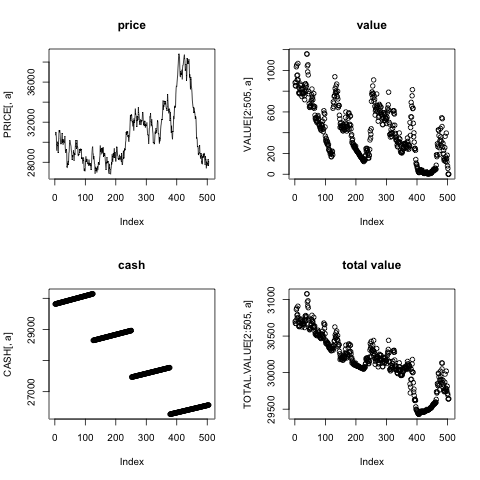 price
PRICE[, a]
28000 32000 36000
0 100 200 300 400 500
Index
value
VALUE[2:505, a]
0 200 600 1000
0 100 200 300 400 500
Index
cash
CASH[, a]
27000 29000
0 100 200 300 400 500
Index
total value
TOTAL.VALUE[2:505, a]
29500 30000 30500 31000
0 100 200 300 400 500
Index